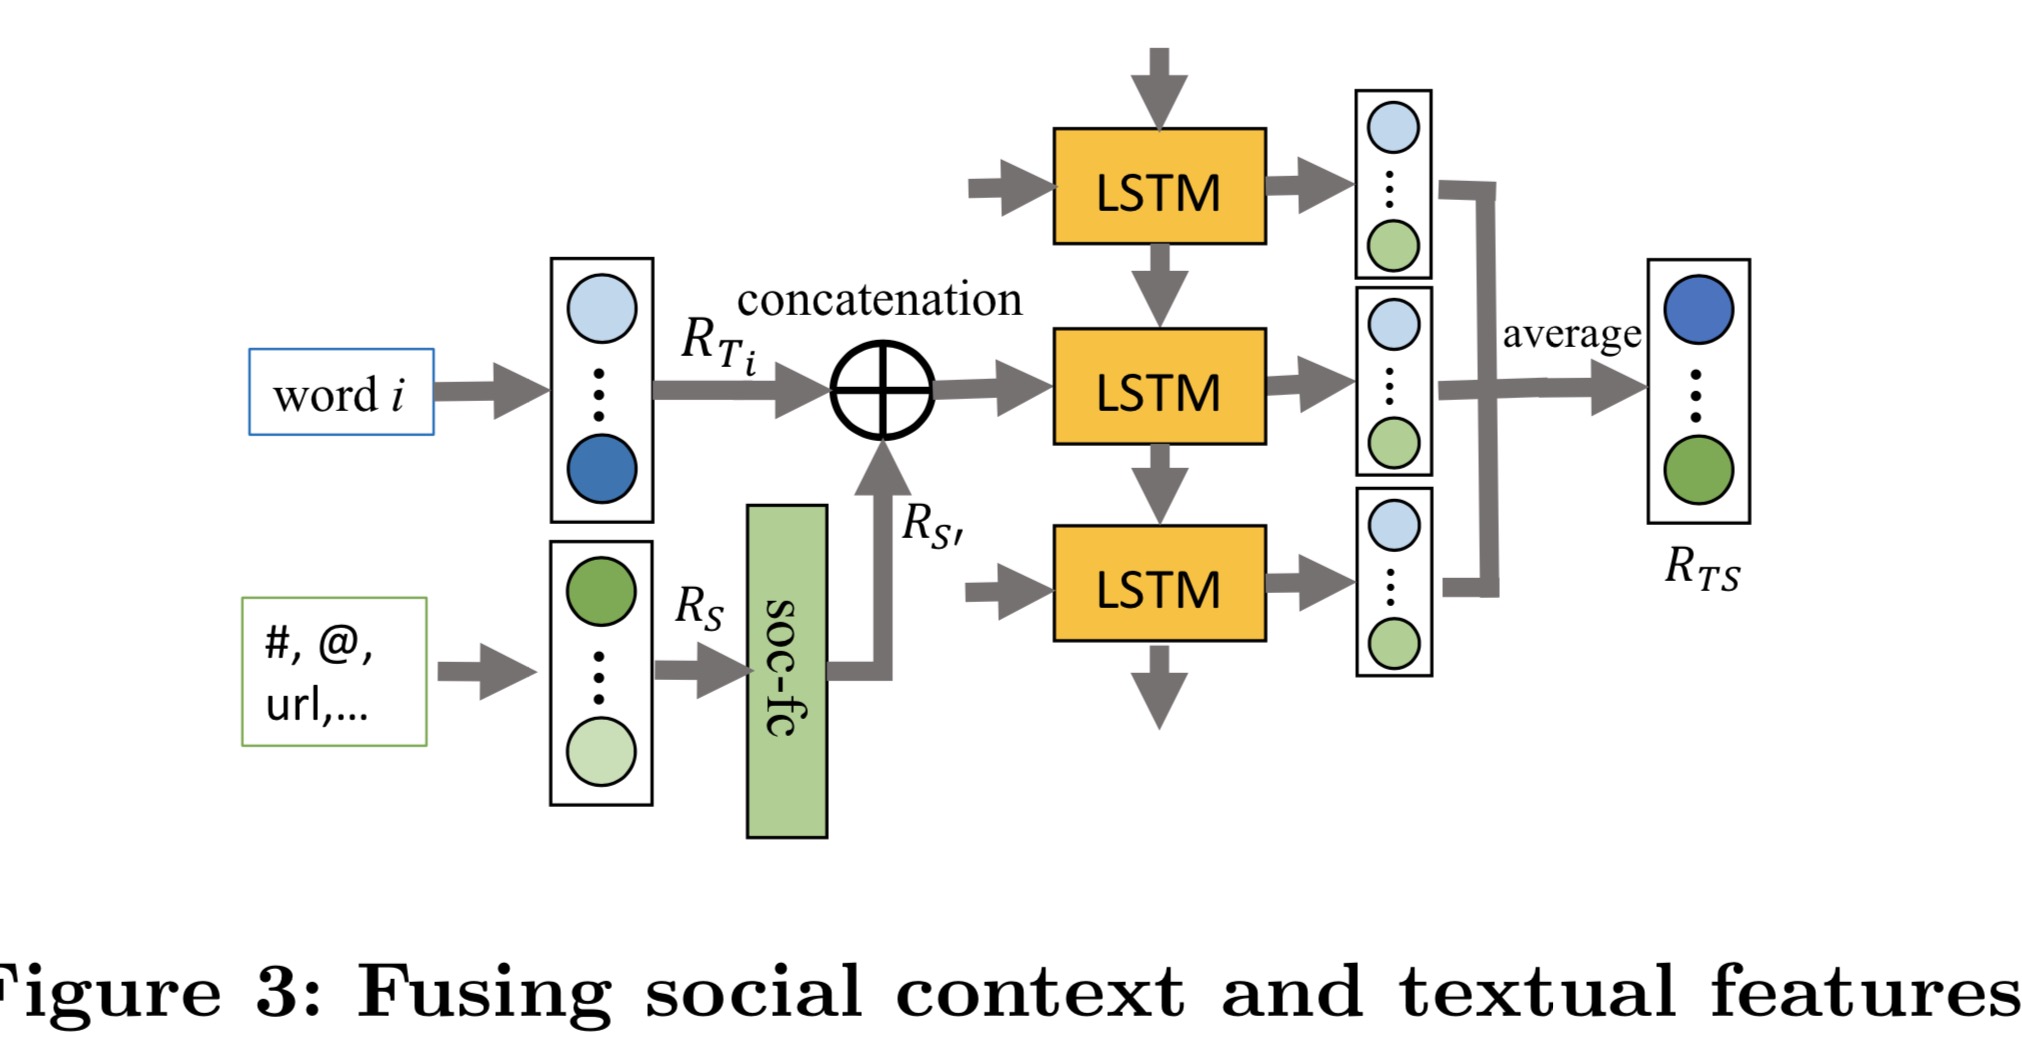 LSTM
concatenation
R_{T_i}
word i
LSTM
average
#, @,
url,...
R_S
soc-fc
R_{S'}
LSTM
R_{TS}
Figure 3: Fusing social context and textual features